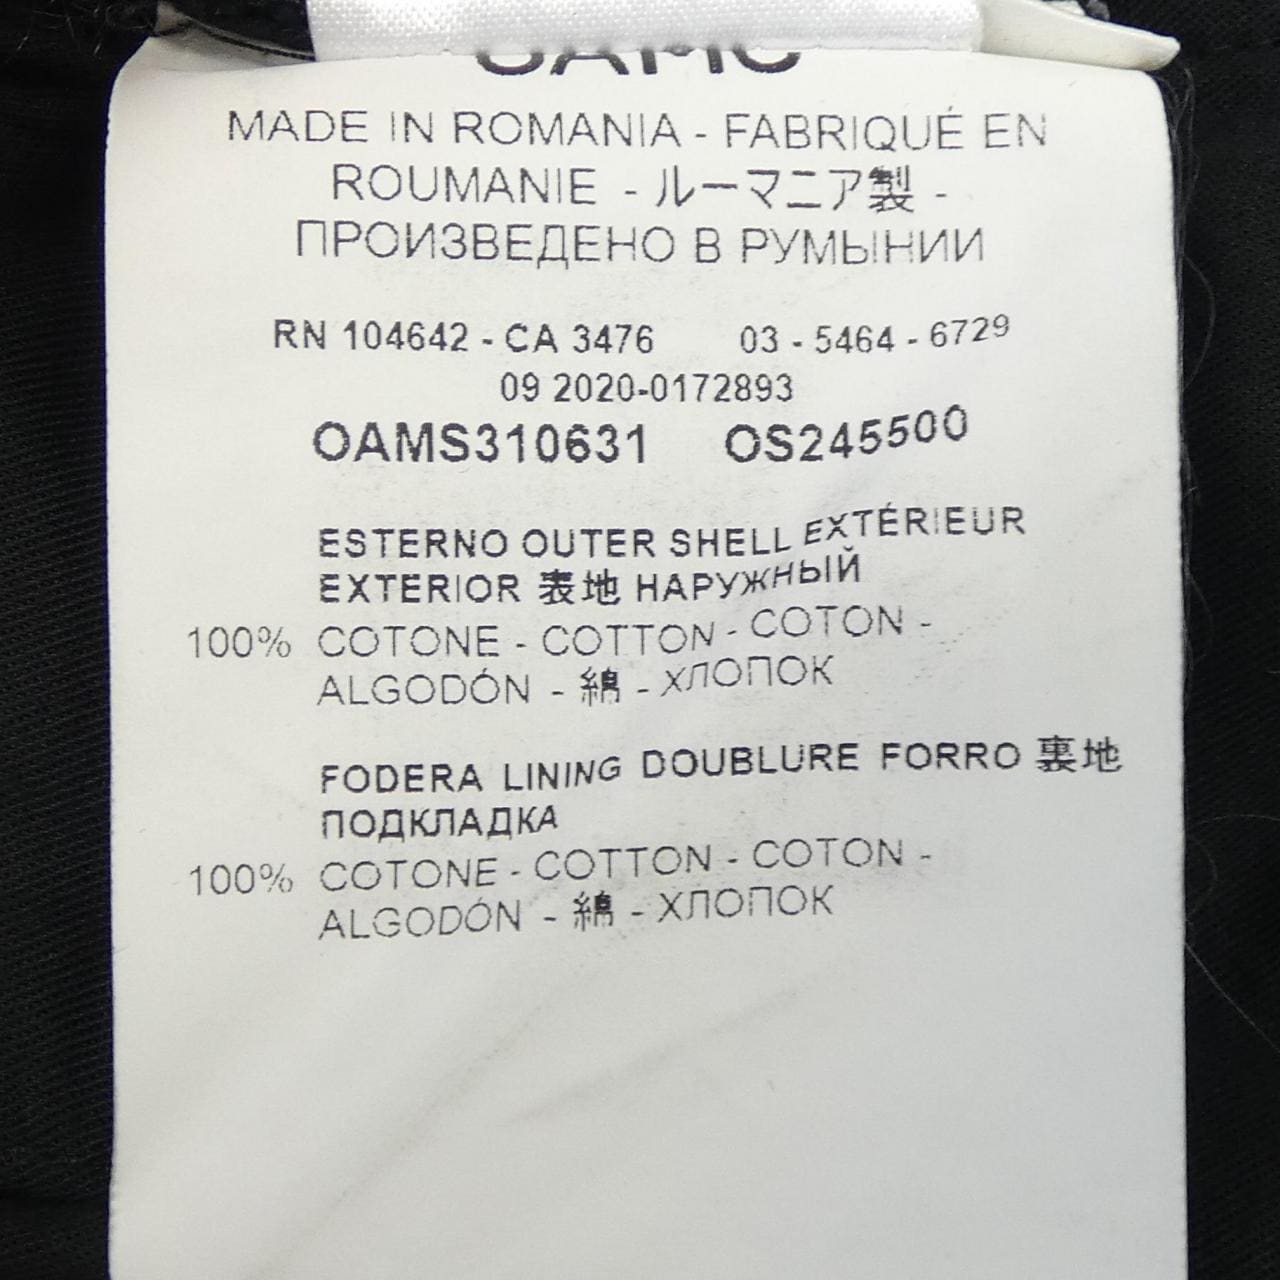 OAMC
MADE IN ROMANIA - FABRIQUÉ EN
ROUMANIE - ルーマニア製 -
ПРОИЗВЕДЕНО В РУМЫНИИ
RN 104642 - CA 3476 03 - 5464 - 6729
09 2020-0172893
OAMS310631 OS245500
ESTERNO OUTER SHELL EXTÉRIEUR
EXTERIOR 表地 НАРУЖНЫЙ
100% COTONE - COTTON - COTON -
ALGODÓN - 綿 - ХЛОПОК
FODERA LINING DOUBLURE FORRO 裏地
ПОДКЛАДКА
100% COTONE - COTTON - COTON -
ALGODÓN - 綿 - ХЛОПОК